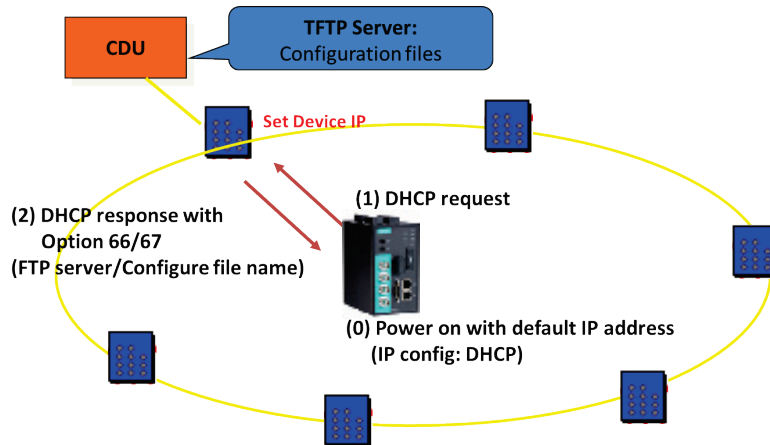 TFTP Server:
Configuration files
CDU
Set Device IP
(1) DHCP request
(2) DHCP response with
Option 66/67
(FTP server/Configure file name)
(0) Power on with default IP address
(IP config: DHCP)